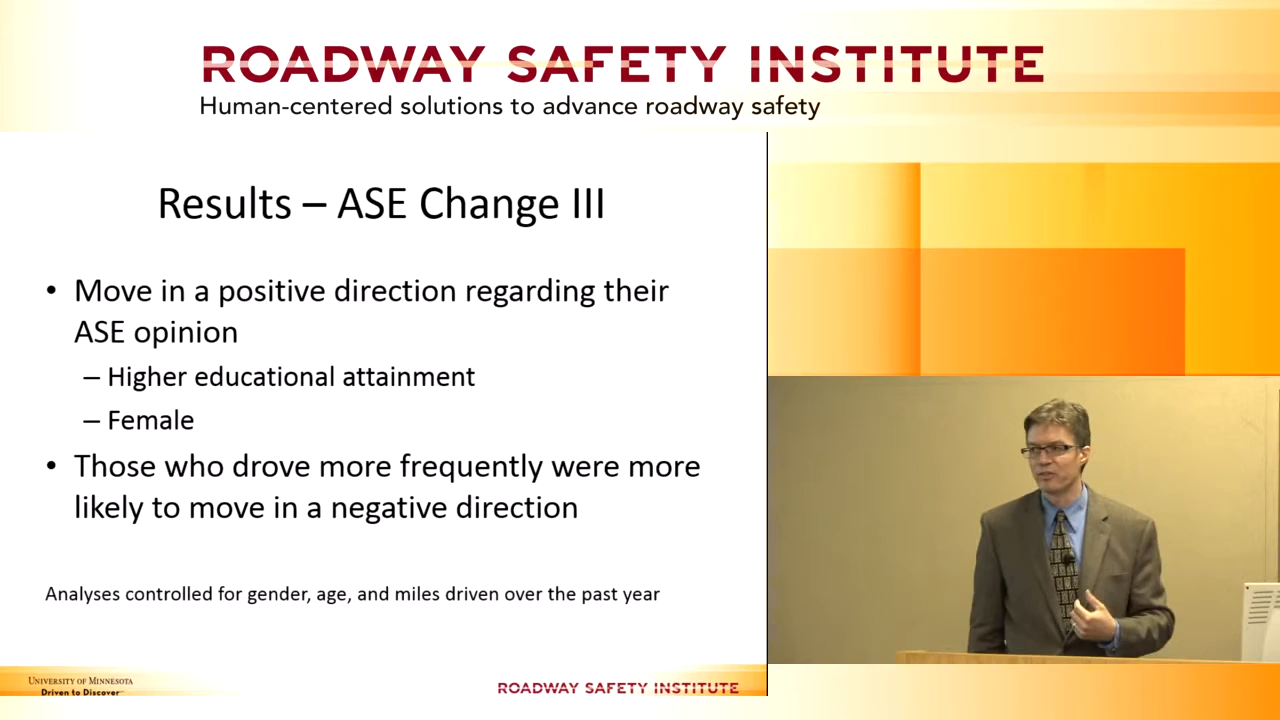 ROADWAY SAFETY INSTITUTE
Human-centered solutions to advance roadway safety
Results – ASE Change III
• Move in a positive direction regarding their
ASE opinion
– Higher educational attainment
– Female
• Those who drove more frequently were more
likely to move in a negative direction
Analyses controlled for gender, age, and miles driven over the past year
UNIVERSITY OF MINNESOTA
Driven to Discover
ROADWAY SAFETY INSTITUTE